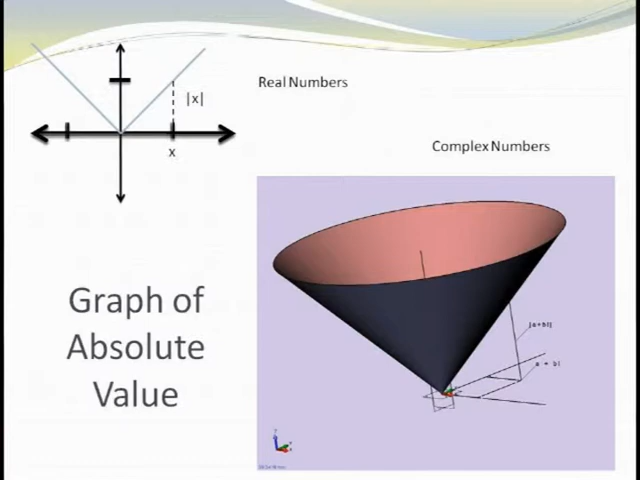 |x|
Real Numbers
x
Complex Numbers
Graph of
Absolute
Value
|a+bi|
a + bi